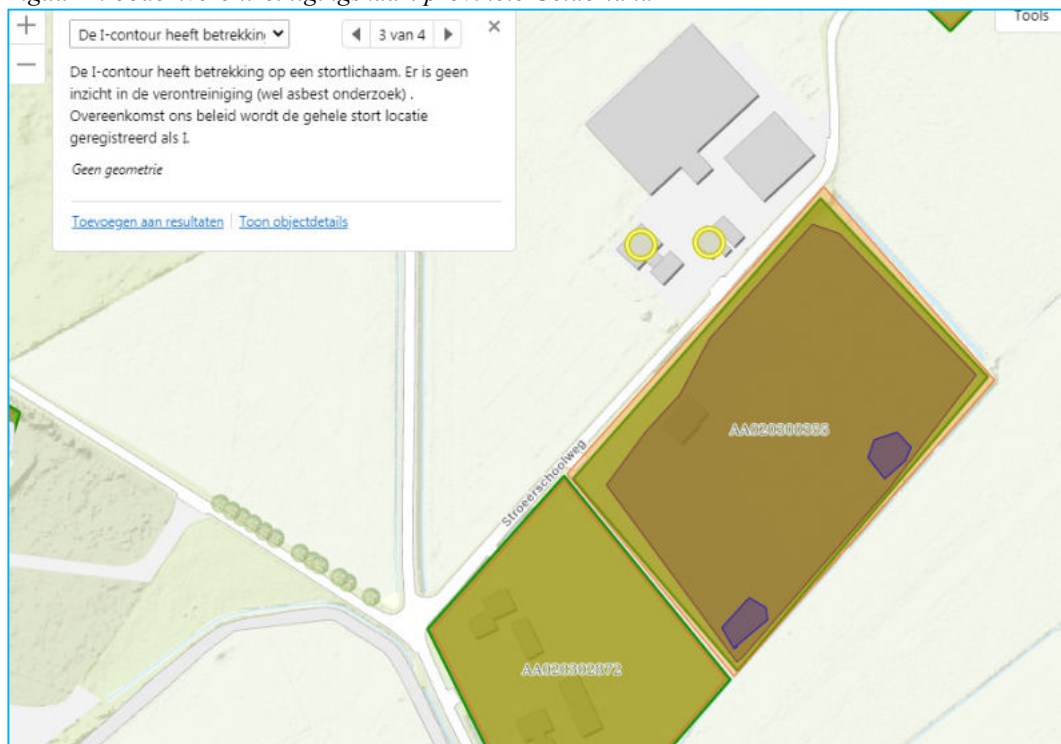 De I-contour heeft betrekkin
3 van 4
De I-contour heeft betrekking op een stortlichaam. Er is geen
inzicht in de verontreiniging (wel asbest onderzoek) .
Overeenkomst ons beleid wordt de gehele stort locatie
geregistreerd als I.
Geen geometrie
Toevoegen aan resultaten Toon objectdetails
Tools
AA020300355
Stroeerschoolweg
AA020302072